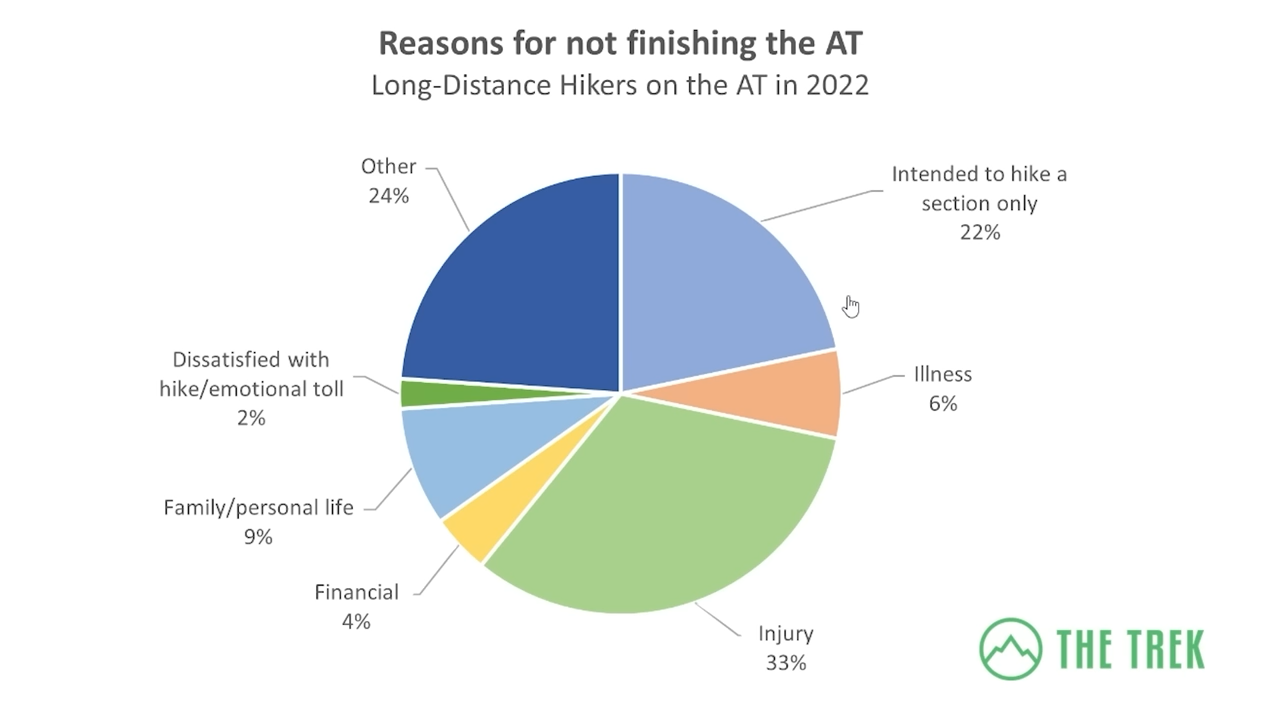 Reasons for not finishing the AT
Long-Distance Hikers on the AT in 2022
Other
24%
Intended to hike a
section only
22%
Dissatisfied with
hike/emotional toll
2%
Illness
6%
Family/personal life
9%
Financial
4%
Injury
33%
THE TREK